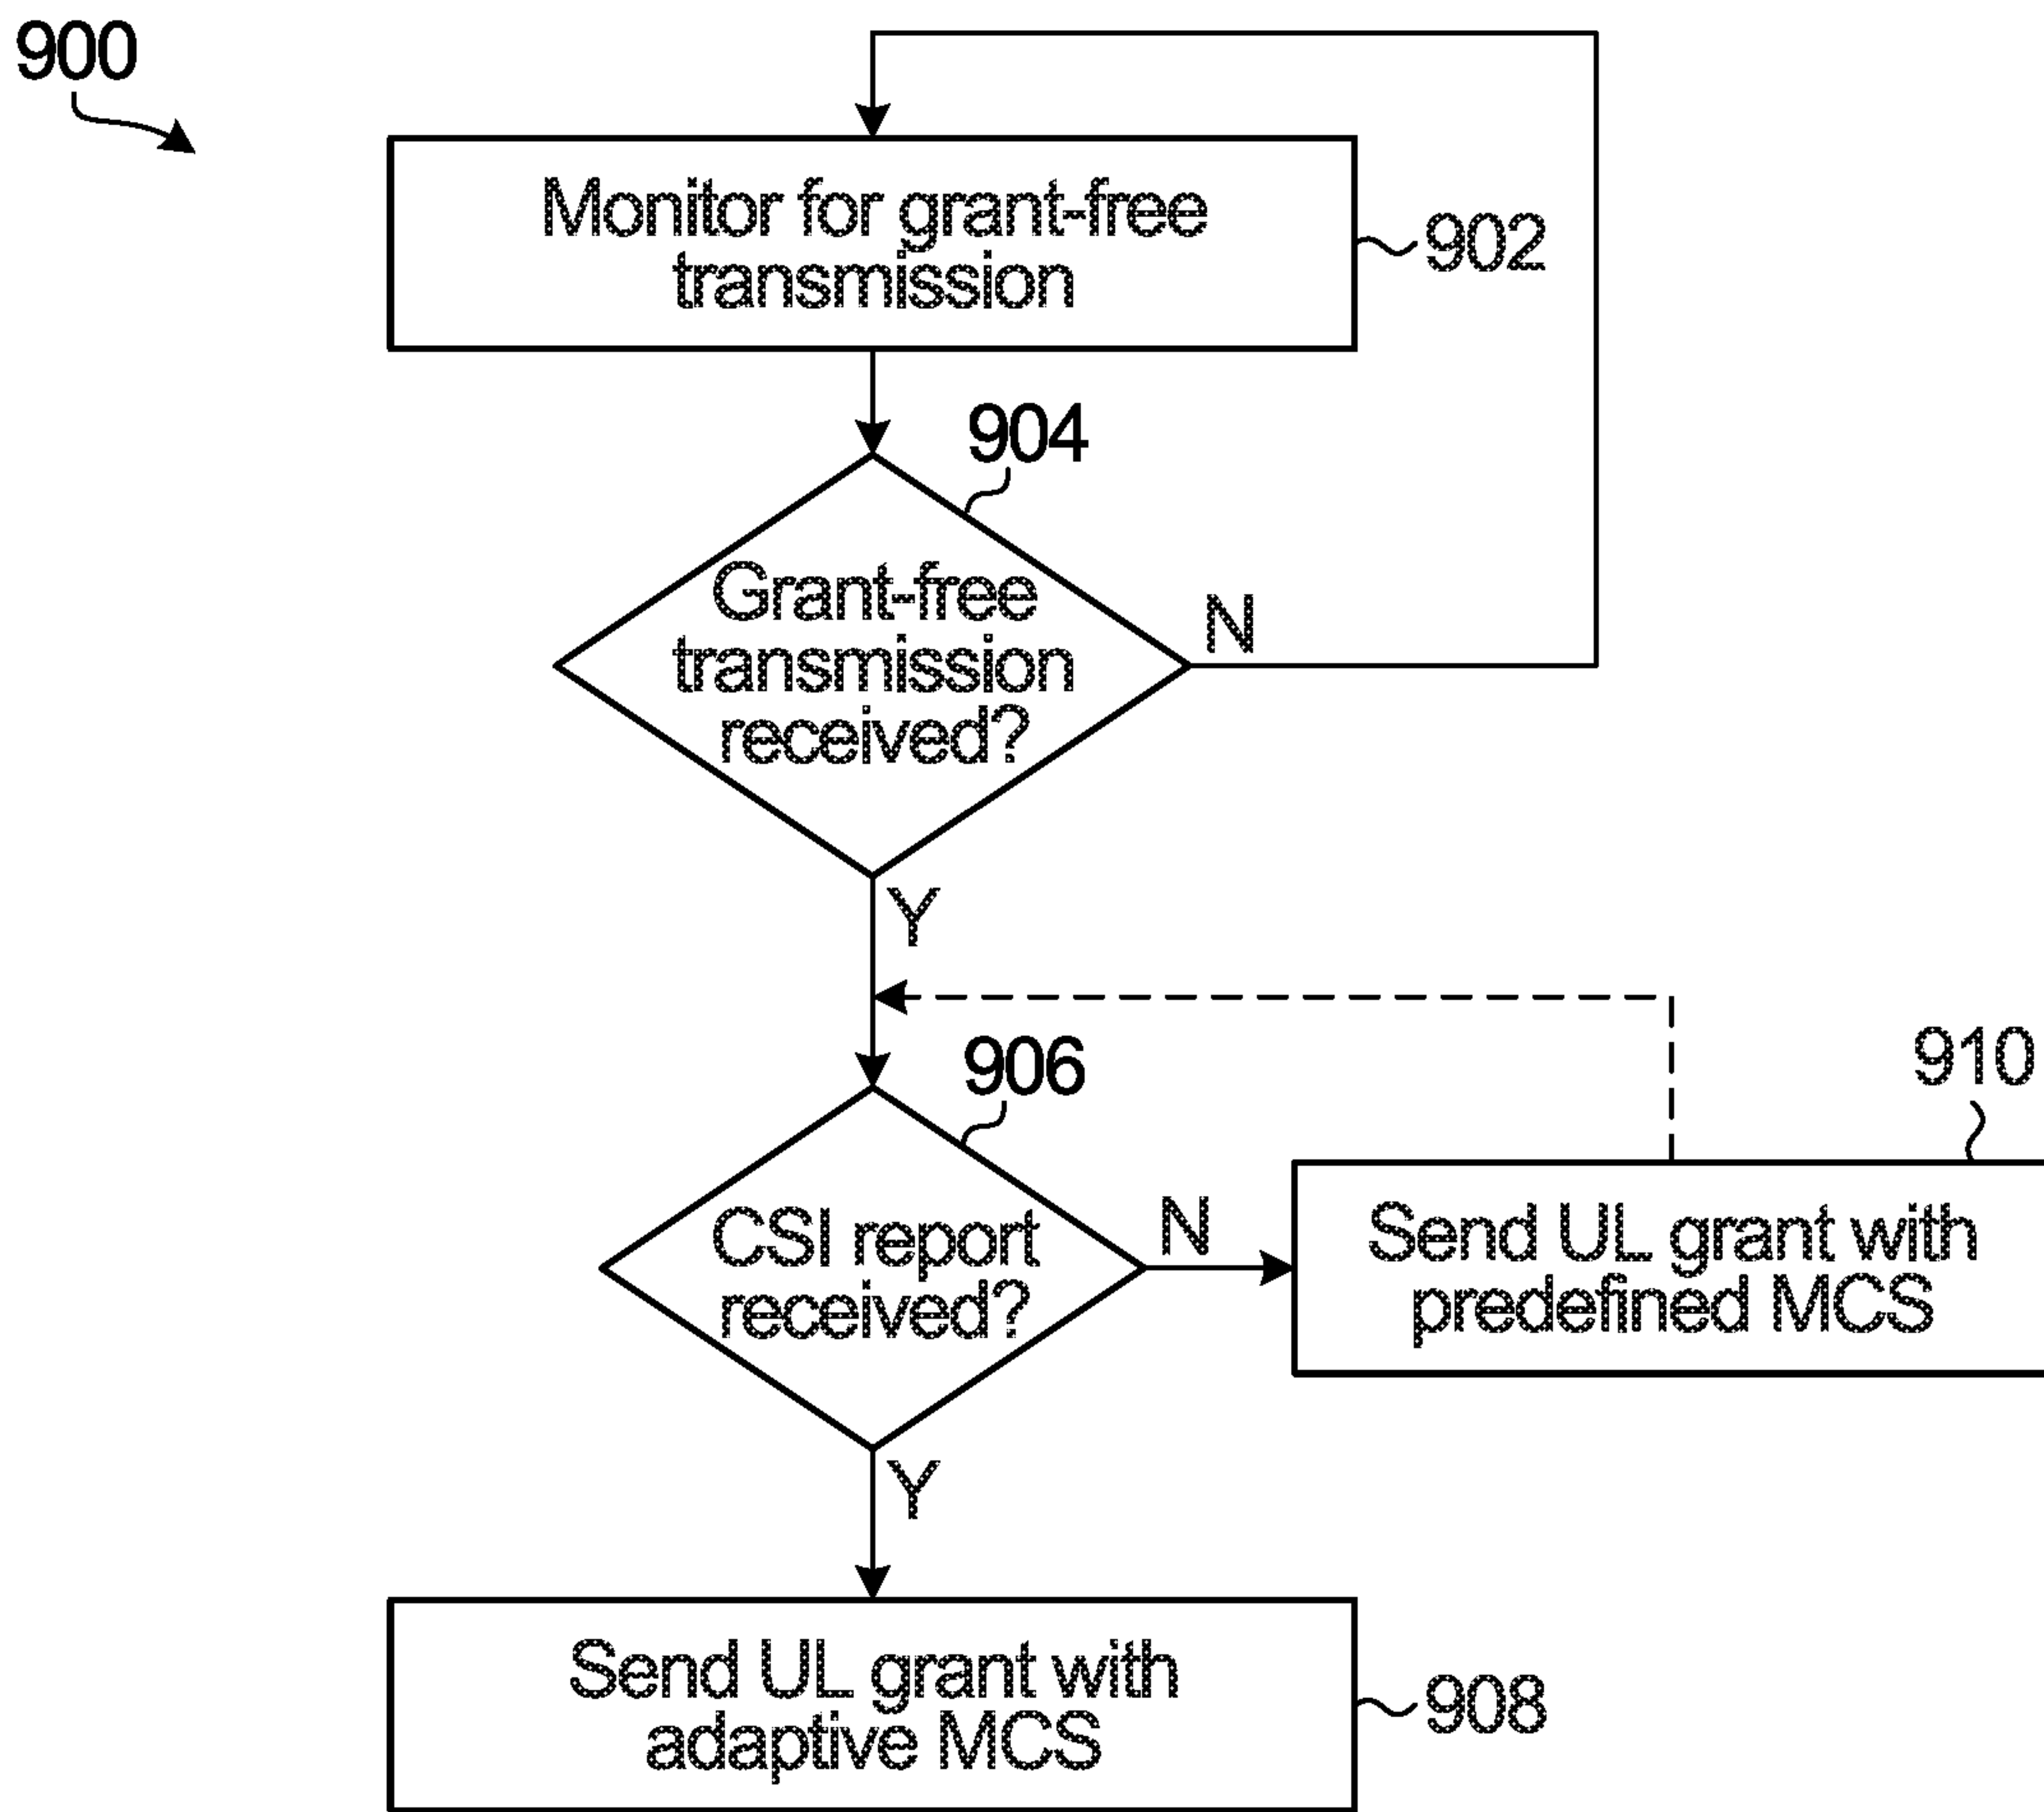 900
Monitor for grant-free
transmission
902
904
Grant-free
transmission
received?
N
Y
906
910
CSI report
received?
N
Send UL grant with
predefined MCS
Y
Send UL grant with
adaptive MCS
908